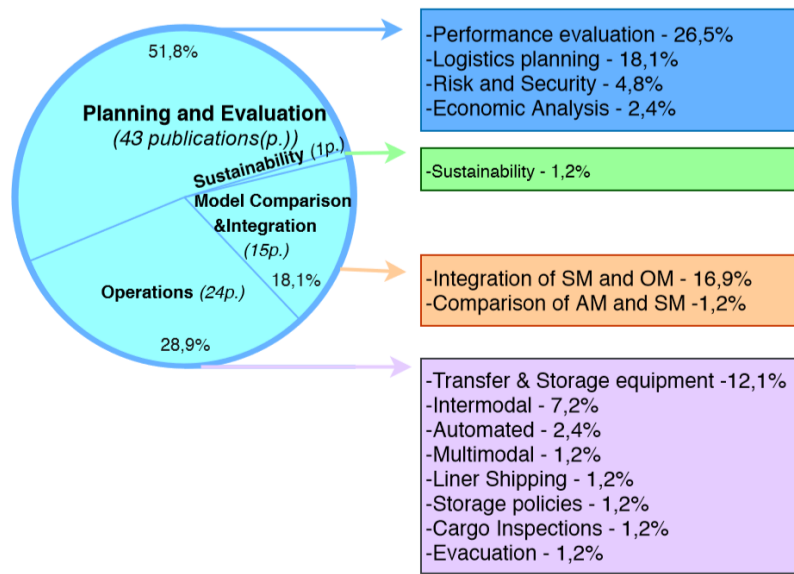 51,8%
Planning and Evaluation
(43 publications(p.))
Sustainability (1p.)
Model Comparison
&Integration
(15p.)
18,1%
Operations (24p.)
28,9%
-Performance evaluation - 26,5%
-Logistics planning - 18,1%
-Risk and Security - 4,8%
-Economic Analysis - 2,4%
-Sustainability - 1,2%
-Integration of SM and OM - 16,9%
-Comparison of AM and SM -1,2%
-Transfer & Storage equipment -12,1%
-Intermodal - 7,2%
-Automated - 2,4%
-Multimodal - 1,2%
-Liner Shipping - 1,2%
-Storage policies - 1,2%
-Cargo Inspections - 1,2%
-Evacuation - 1,2%